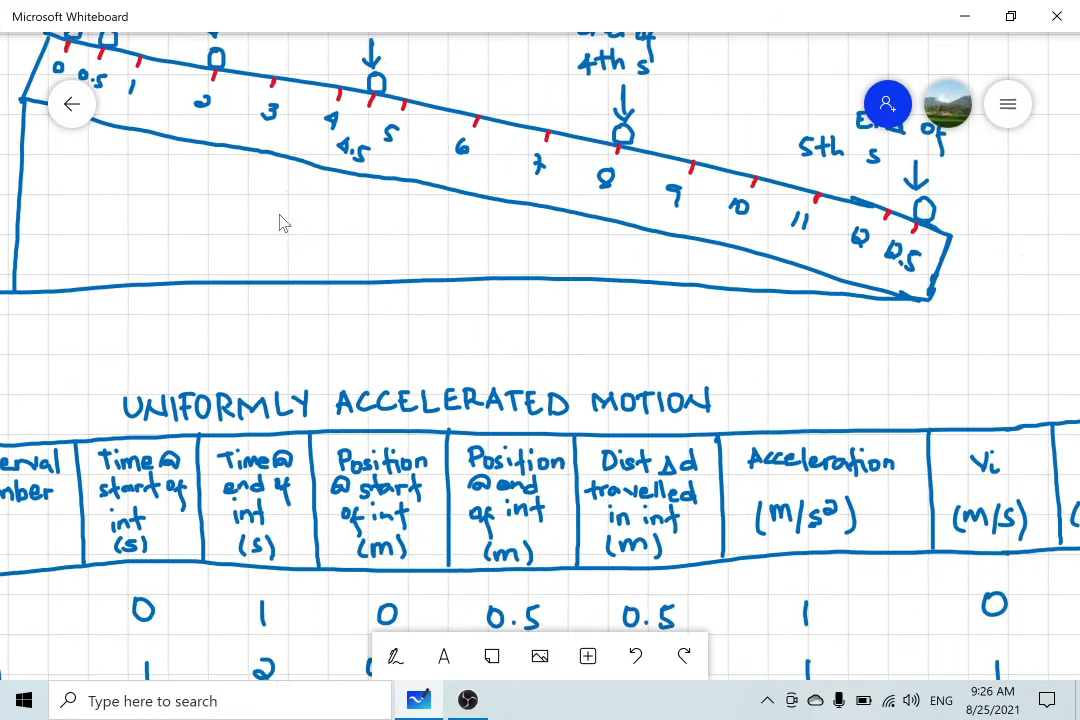 Microsoft Whiteboard
4th s
End of
5th s
0 0.5 1 2 3 4 4.5 5 6 7 8 9 10 11 12 12.5
UNIFORMLY ACCELERATED MOTION
Time @ start of int (s)
Time @ end of int (s)
Position @ start of int (m)
Position @ end of int (m)
Dist Δd travelled in int (m)
Acceleration (m/s²)
Vi (m/s)
0 1 0 0.5 0.5 1 0
1 2 1 1
Type here to search
ENG
9:26 AM
8/25/2021